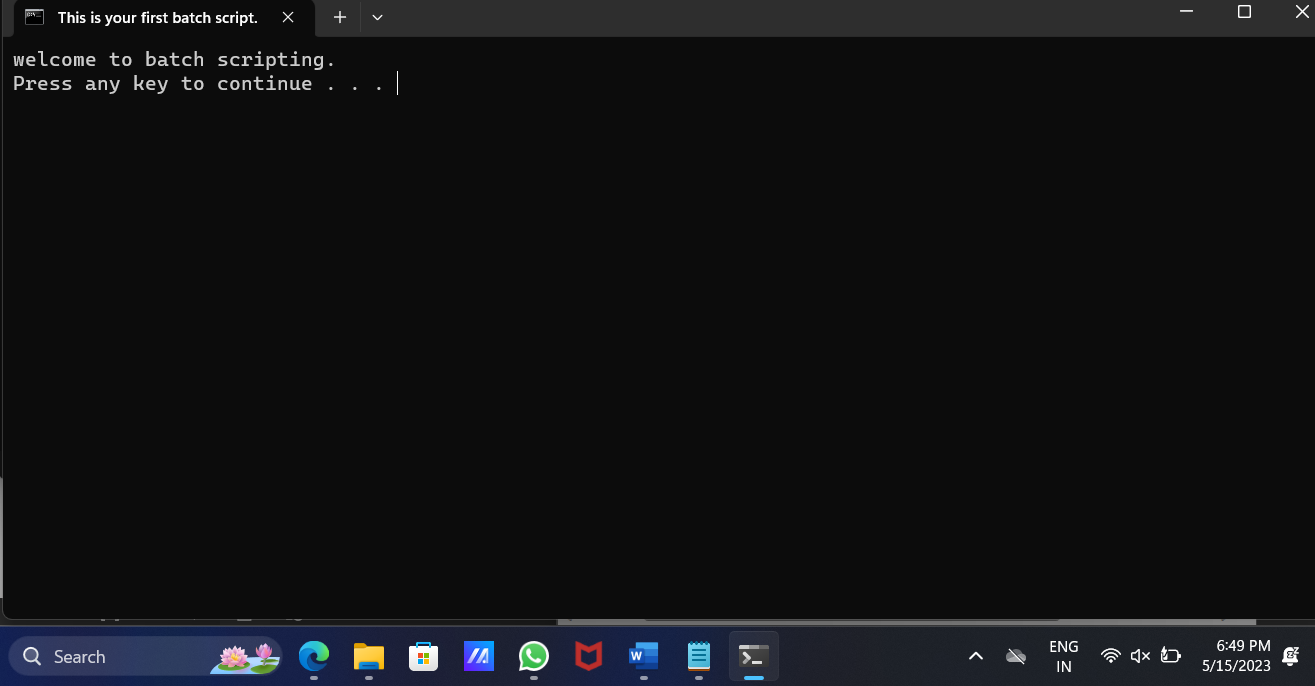 This is your first batch script.
welcome to batch scripting.
Press any key to continue . . .
Search
ENG
IN
6:49 PM
5/15/2023